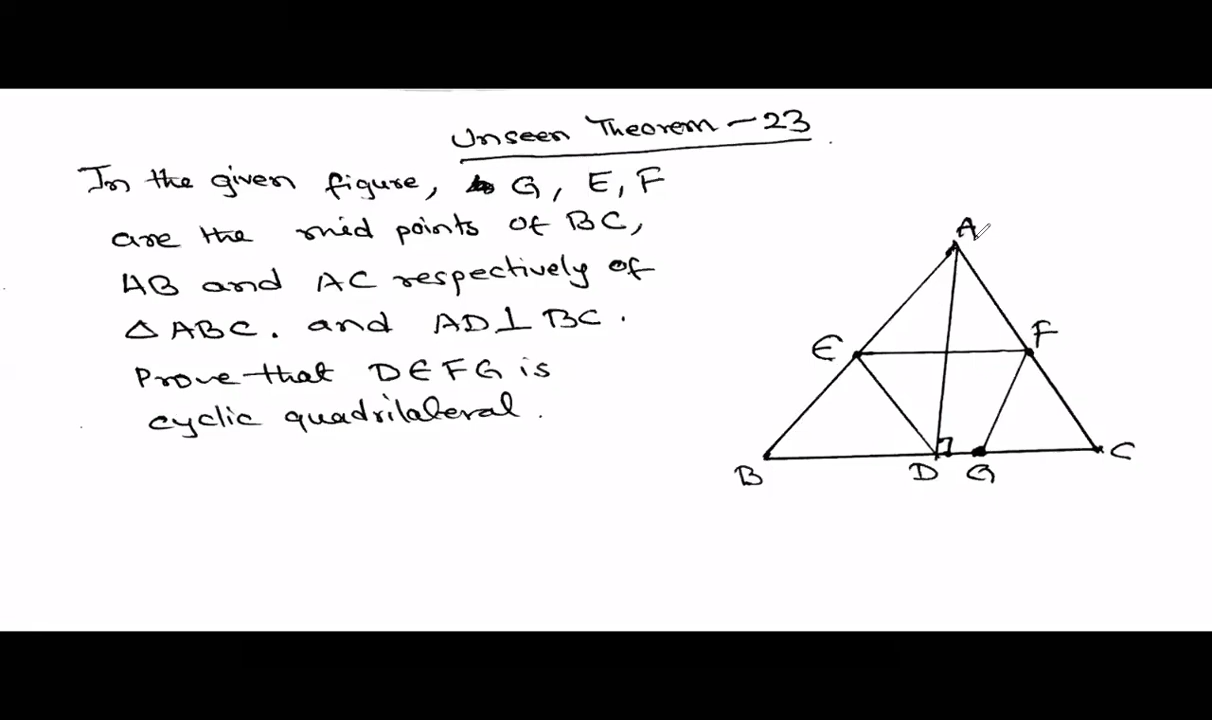 Unseen Theorem - 23
In the given figure, G, E, F
are the mid points of BC,
AB and AC respectively of
△ABC. and AD⊥BC.
Prove that DEFG is
cyclic quadrilateral.
A
E
F
B
D
G
C